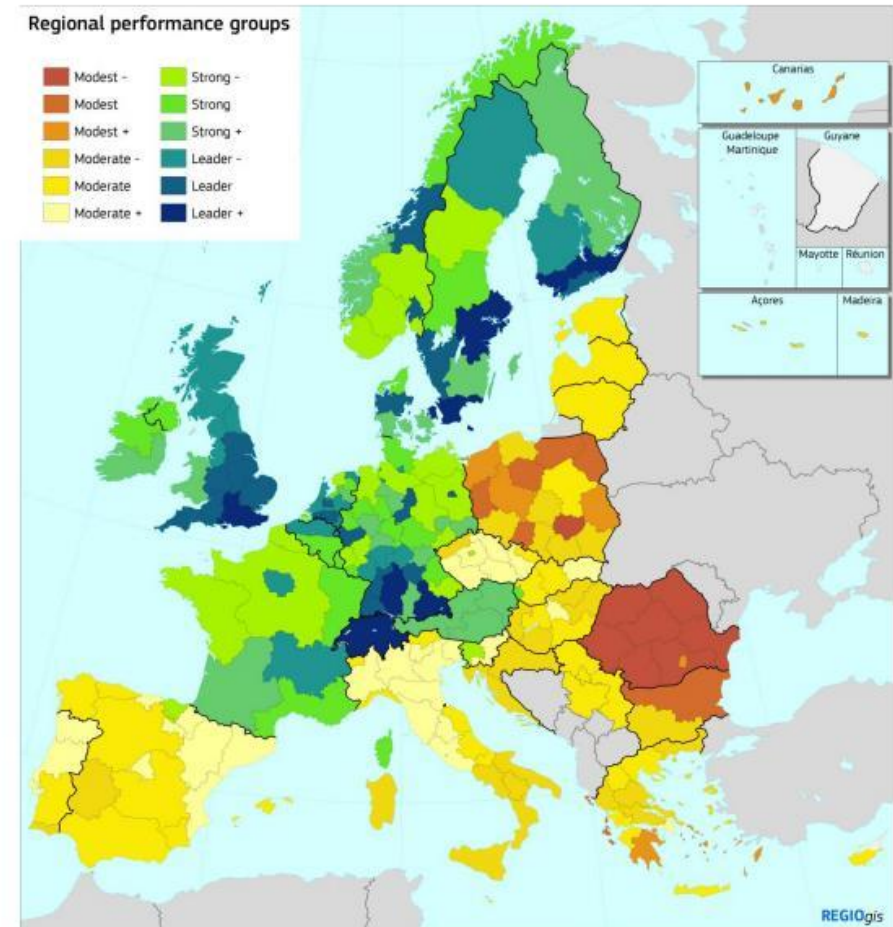 Regional performance groups
Modest -
Modest
Modest +
Moderate -
Moderate
Moderate +
Strong -
Strong
Strong +
Leader -
Leader
Leader +
Canarias
Guadeloupe
Martinique
Guyane
Mayotte
Réunion
Açores
Madeira
REGIOgis